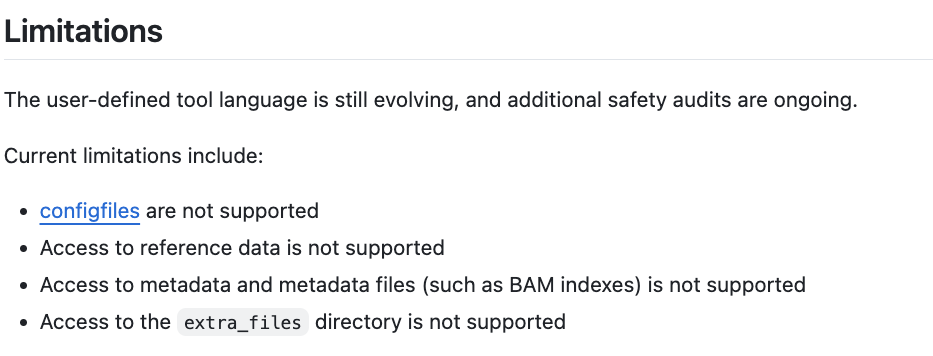 Limitations
The user-defined tool language is still evolving, and additional safety audits are ongoing.
Current limitations include:
• configfiles are not supported
• Access to reference data is not supported
• Access to metadata and metadata files (such as BAM indexes) is not supported
• Access to the extra_files directory is not supported